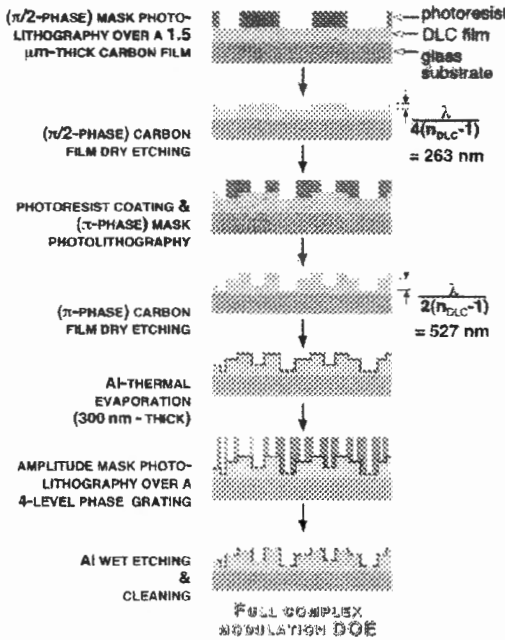 (π/2-PHASE) MASK PHOTO-
LITHOGRAPHY OVER A 1.5
μm-THICK CARBON FILM
photoresist
DLC film
glass
substrate
(π/2-PHASE) CARBON
FILM DRY ETCHING
λ
4(nDLC-1)
= 263 nm
PHOTORESIST COATING &
(π-PHASE) MASK
PHOTOLITHOGRAPHY
(π-PHASE) CARBON
FILM DRY ETCHING
λ
2(nDLC-1)
= 527 nm
Al-THERMAL
EVAPORATION
(300 nm - THICK)
AMPLITUDE MASK PHOTO-
LITHOGRAPHY OVER A
4-LEVEL PHASE GRATING
Al WET ETCHING
&
CLEANING
FULL COMPLEX
MODULATION DOE